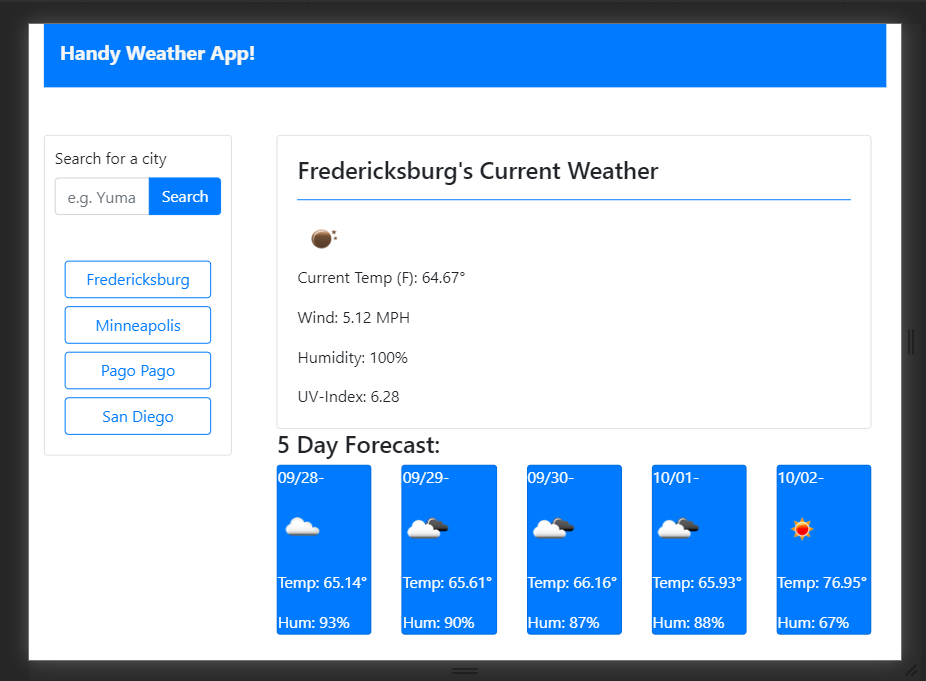 Handy Weather App!
Search for a city
e.g. Yuma
Search
Fredericksburg
Minneapolis
Pago Pago
San Diego
Fredericksburg's Current Weather
Current Temp (F): 64.67°
Wind: 5.12 MPH
Humidity: 100%
UV-Index: 6.28
5 Day Forecast:
09/28-
Temp: 65.14°
Hum: 93%
09/29-
Temp: 65.61°
Hum: 90%
09/30-
Temp: 66.16°
Hum: 87%
10/01-
Temp: 65.93°
Hum: 88%
10/02-
Temp: 76.95°
Hum: 67%